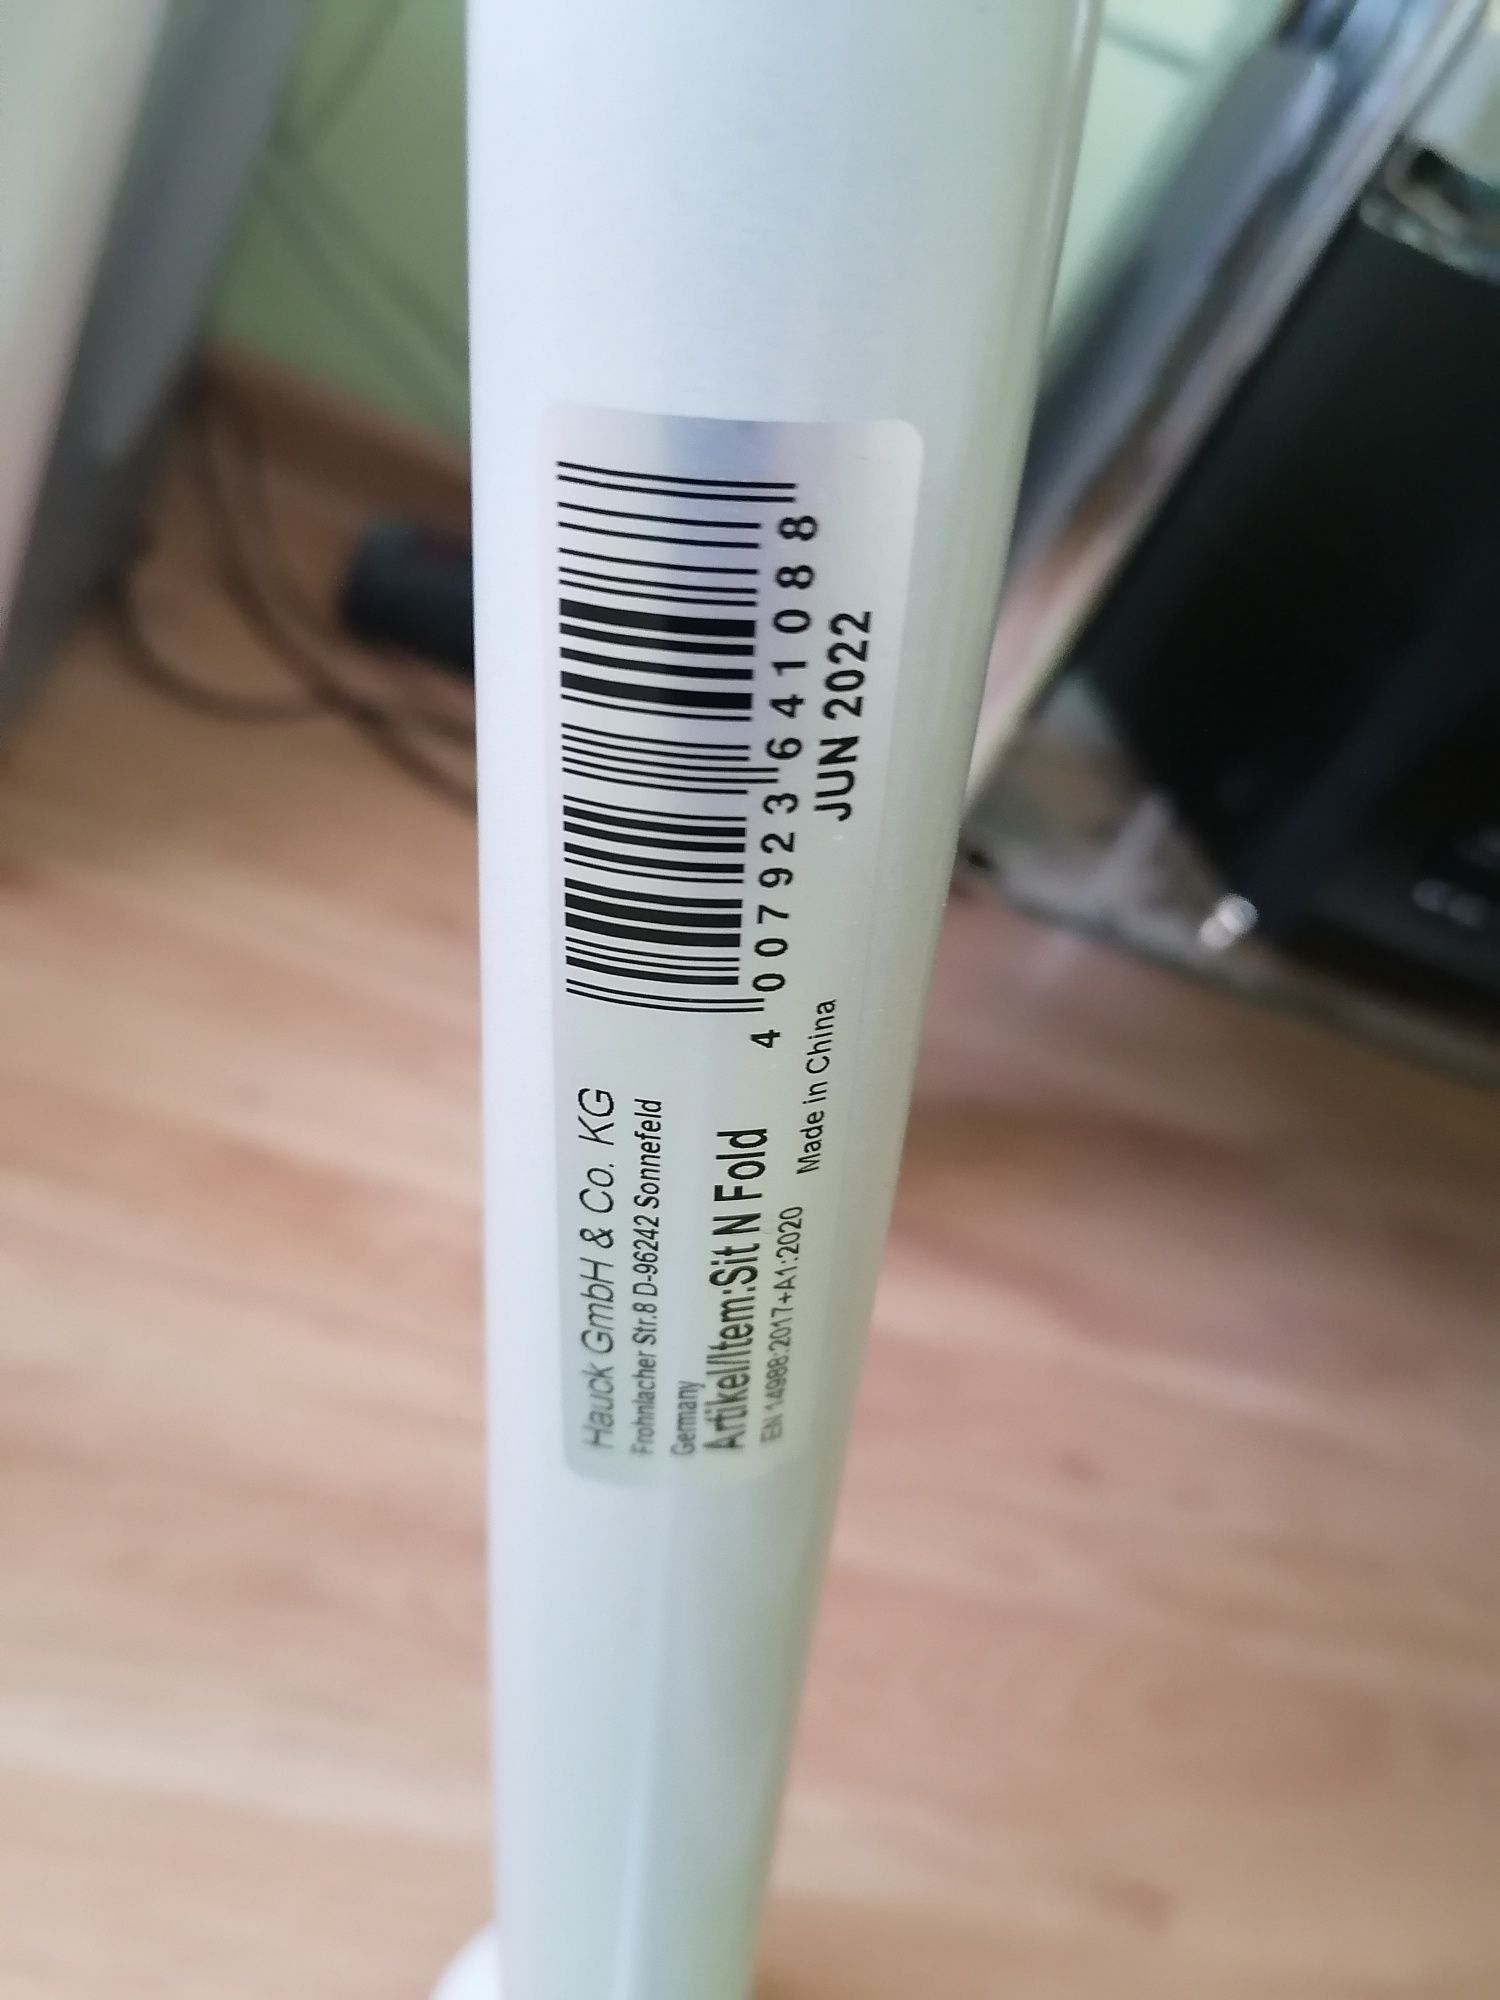 Hauck GmbH & Co. KG
Frohnlacher Str.8 D-96242 Sonnefeld
Germany
Artikel/Item:Sit N Fold
EN 14988:2017+A1:2020
Made in China
4 007923 641088
JUN 2022